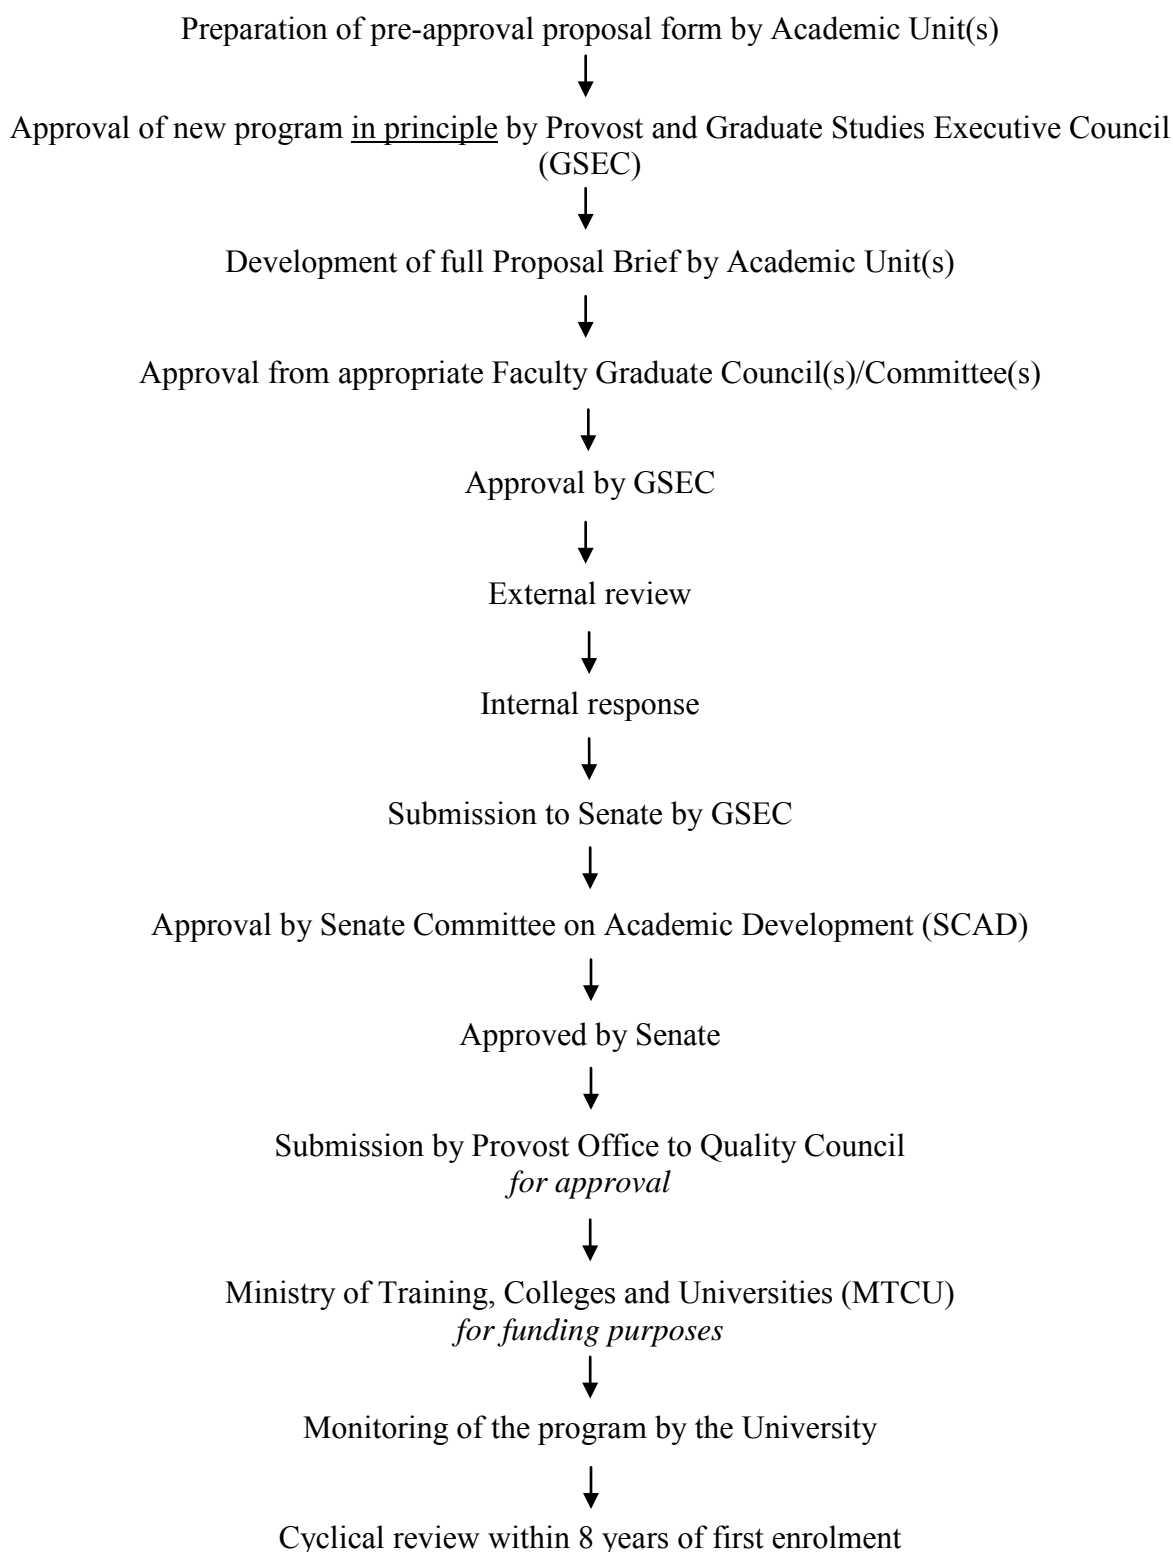 Preparation of pre-approval proposal form by Academic Unit(s)
Approval of new program in principle by Provost and Graduate Studies Executive Council
(GSEC)
Development of full Proposal Brief by Academic Unit(s)
Approval from appropriate Faculty Graduate Council(s)/Committee(s)
Approval by GSEC
External review
Internal response
Submission to Senate by GSEC
Approval by Senate Committee on Academic Development (SCAD)
Approved by Senate
Submission by Provost Office to Quality Council
for approval
Ministry of Training, Colleges and Universities (MTCU)
for funding purposes
Monitoring of the program by the University
Cyclical review within 8 years of first enrolment